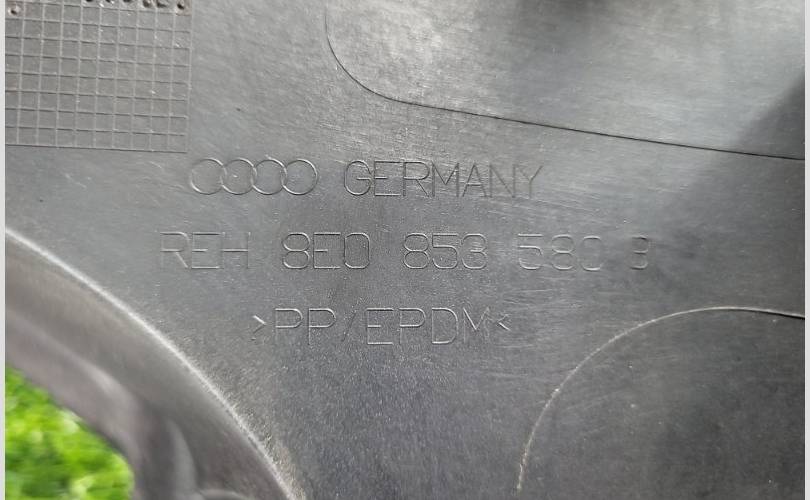 GERMANY
REH 8E0 853 580 B
>PP/EPDM<